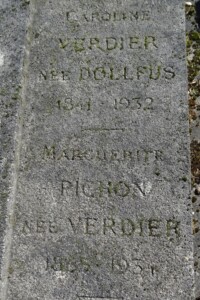 CAROLINE
VERDIER
NÉE DOLLFUS
1841 - 1932
MARGUERITE
PICHON
NÉE VERDIER